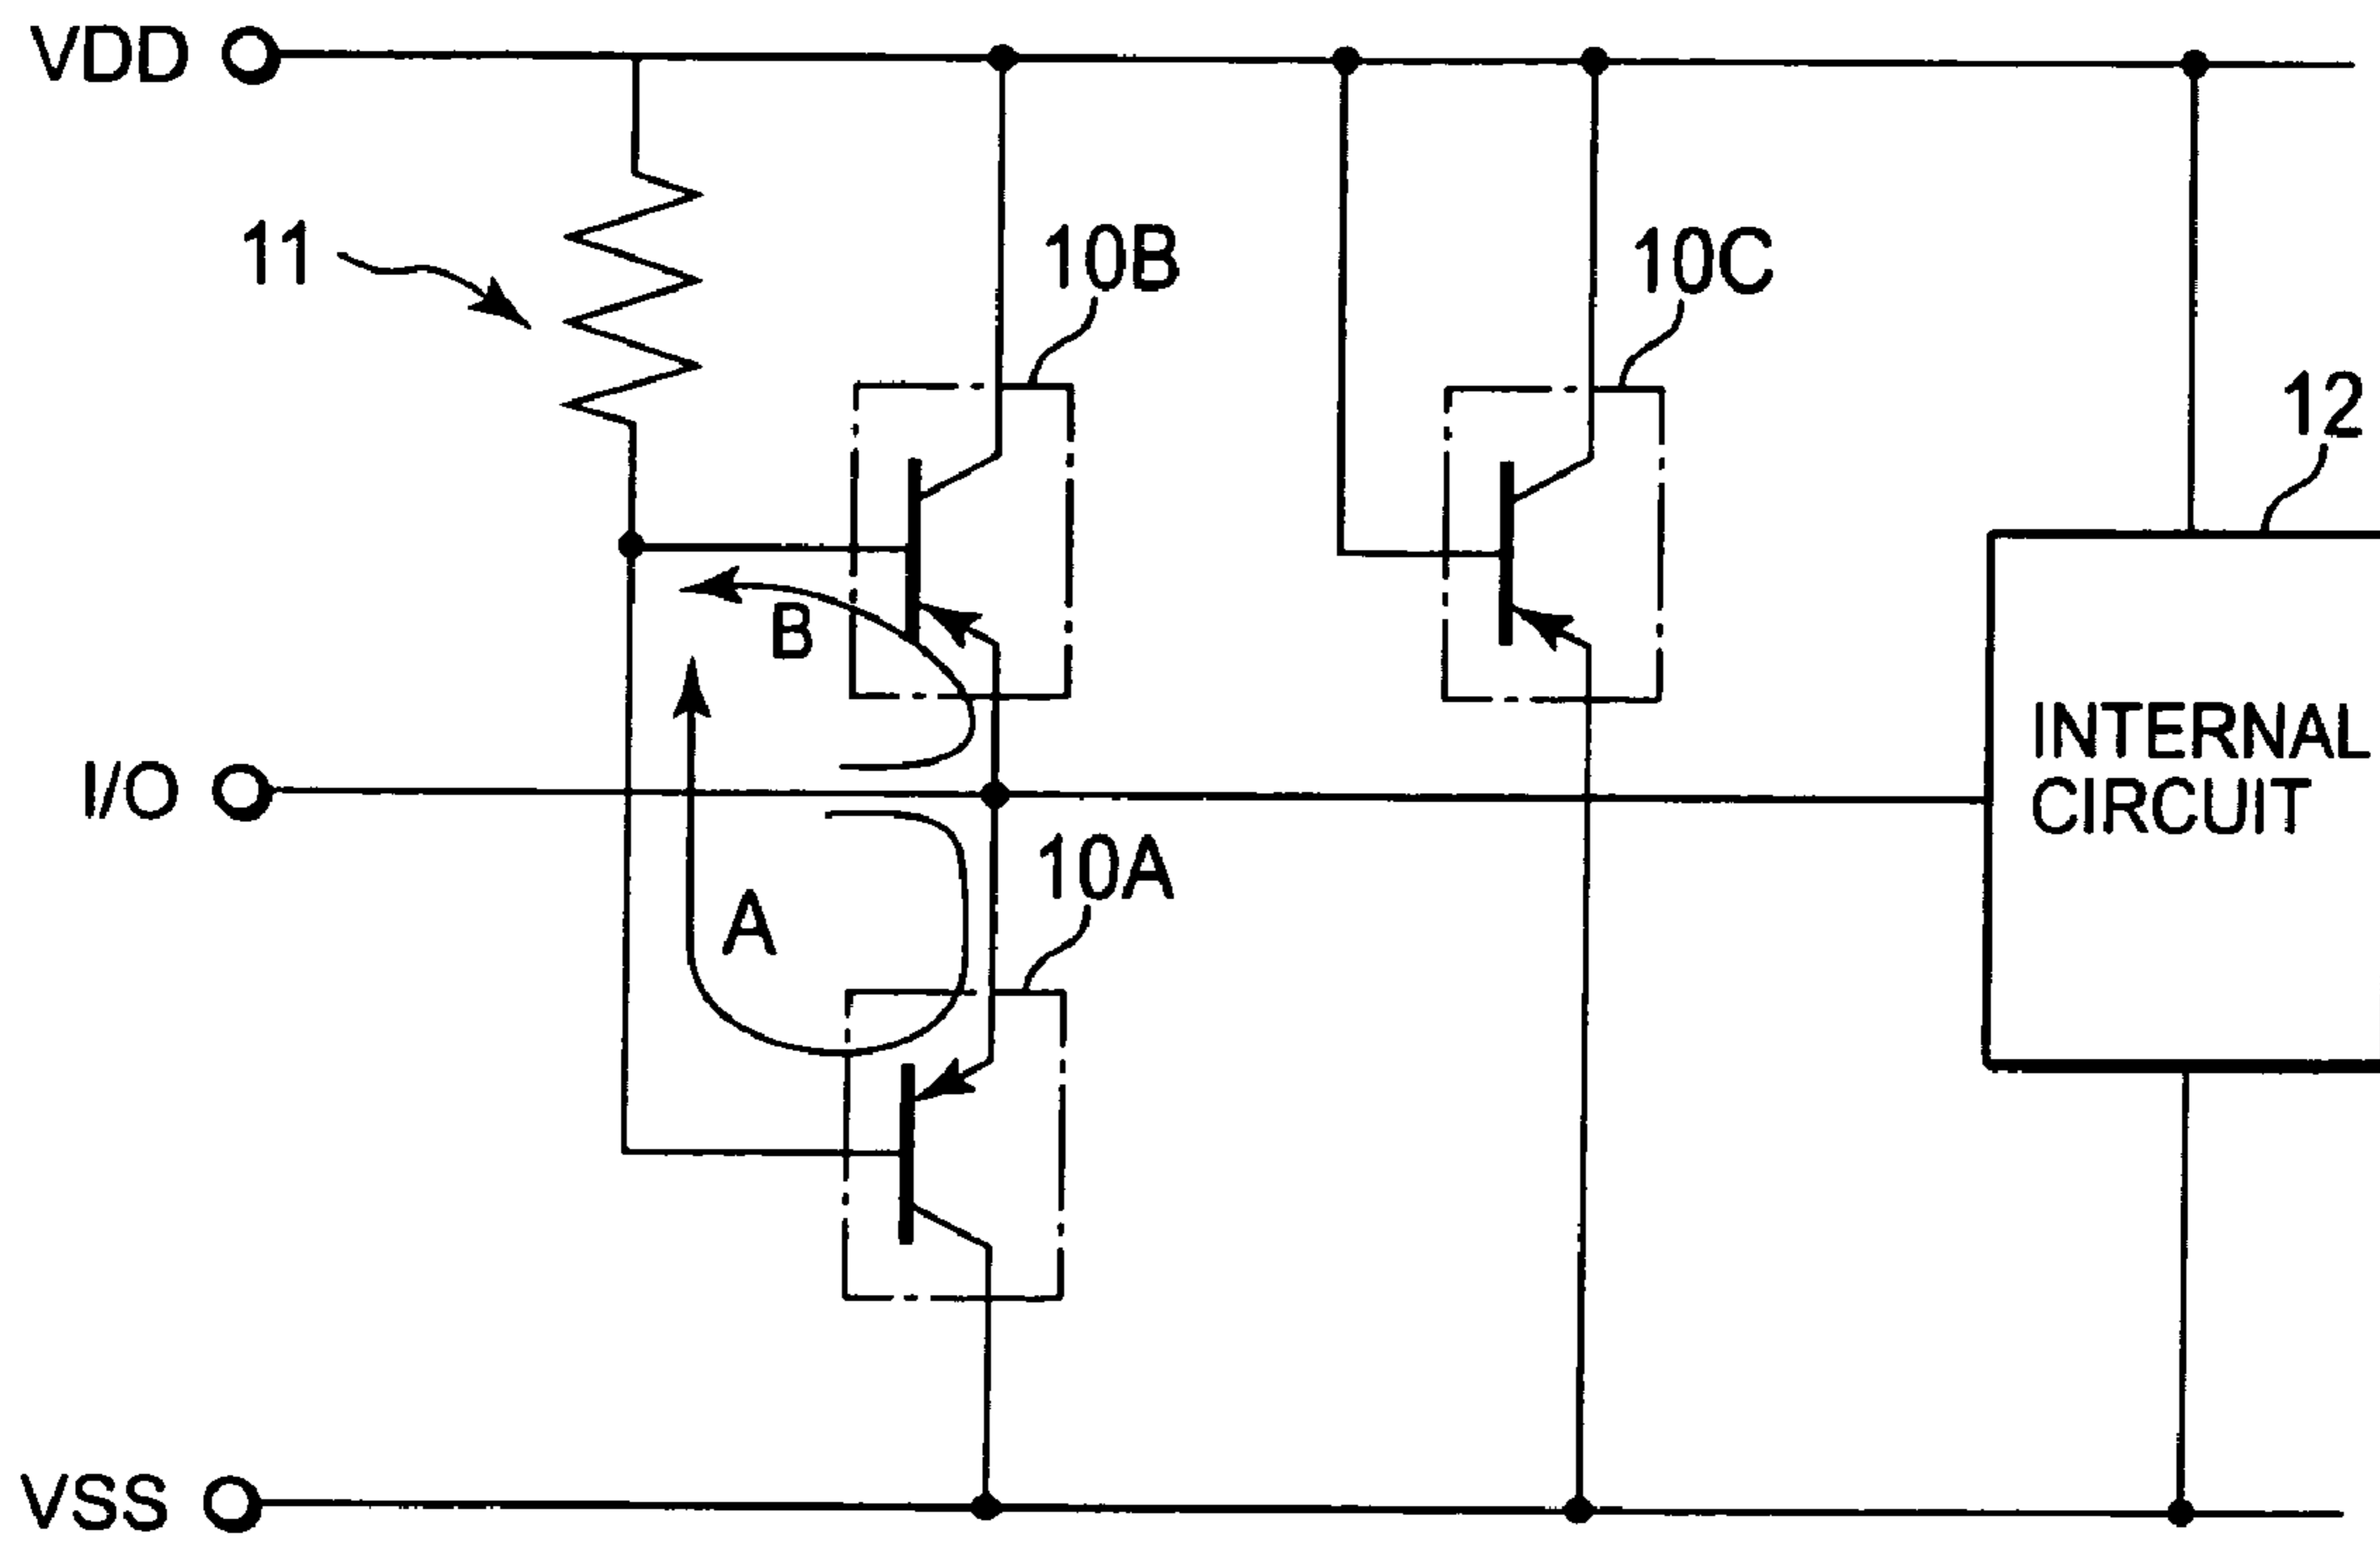 VDD
11
10B
10C
12
B
INTERNAL
CIRCUIT
I/O
10A
A
VSS